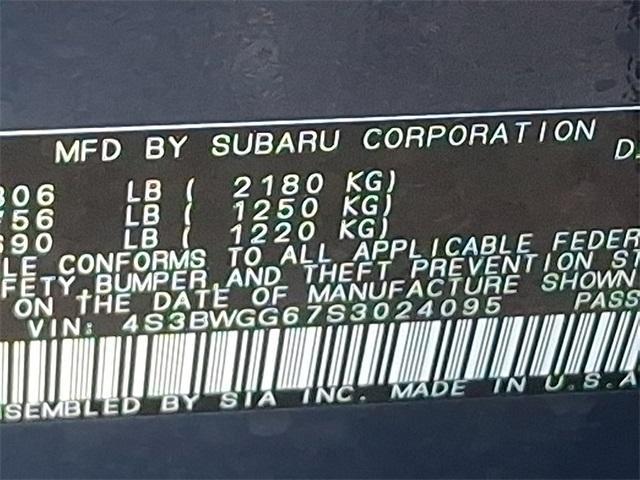 MFD BY SUBARU CORPORATION
806 LB ( 2180 KG)
756 LB ( 1250 KG)
690 LB ( 1220 KG)
LE CONFORMS TO ALL APPLICABLE FEDER
FETY, BUMPER, AND THEFT PREVENTION ST
ON THE DATE OF MANUFACTURE SHOWN
VIN: 4S3BWGG67S3024095 PASS
SEMBLED BY SIA INC. MADE IN U.S.A